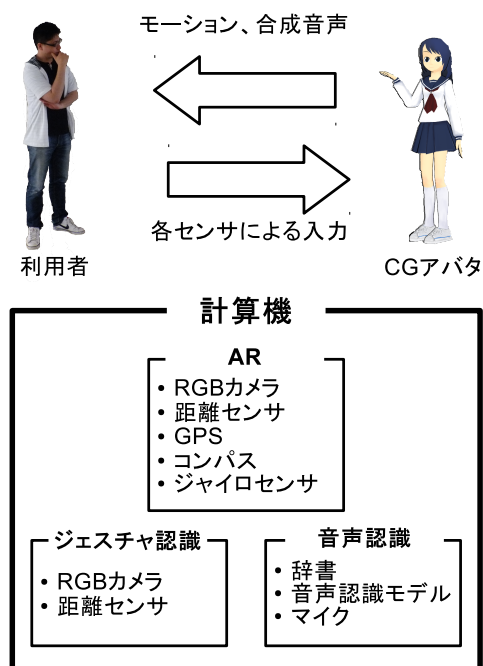 モーション、合成音声
各センサによる入力
利用者
CGアバタ
計算機
AR
・RGBカメラ
・距離センサ
・GPS
・コンパス
・ジャイロセンサ
ジェスチャ認識
・RGBカメラ
・距離センサ
音声認識
・辞書
・音声認識モデル
・マイク